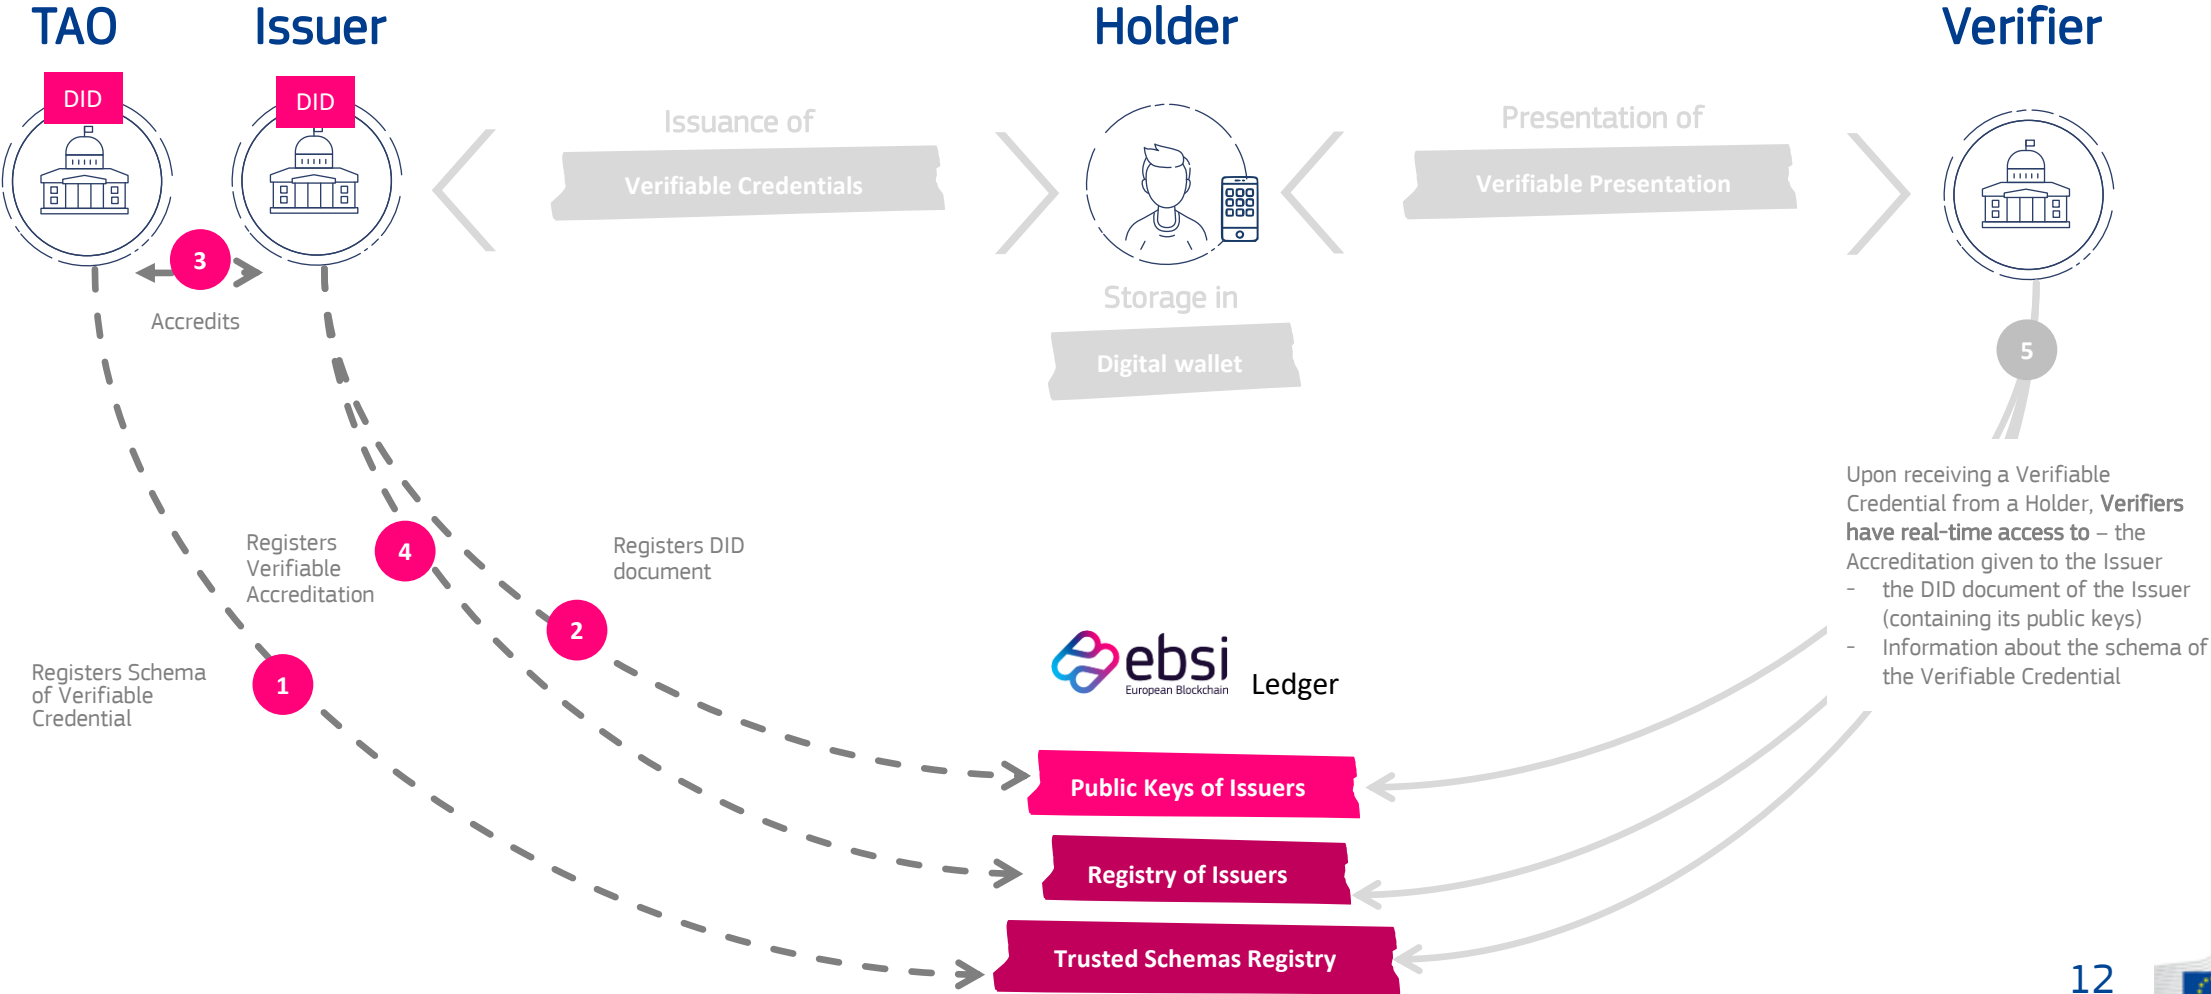 TAO
Issuer
Holder
Verifier
DID
DID
Issuance of
Verifiable Credentials
Presentation of
Verifiable Presentation
3
Accredits
Storage in
Digital wallet
5
Upon receiving a Verifiable
Credential from a Holder, Verifiers
have real-time access to – the
Accreditation given to the Issuer
- the DID document of the Issuer
(containing its public keys)
- Information about the schema of
the Verifiable Credential
Registers
Verifiable
Accreditation
4
Registers DID
document
2
Registers Schema
of Verifiable
Credential
1
ebsi
European Blockchain
Ledger
Public Keys of Issuers
Registry of Issuers
Trusted Schemas Registry
12